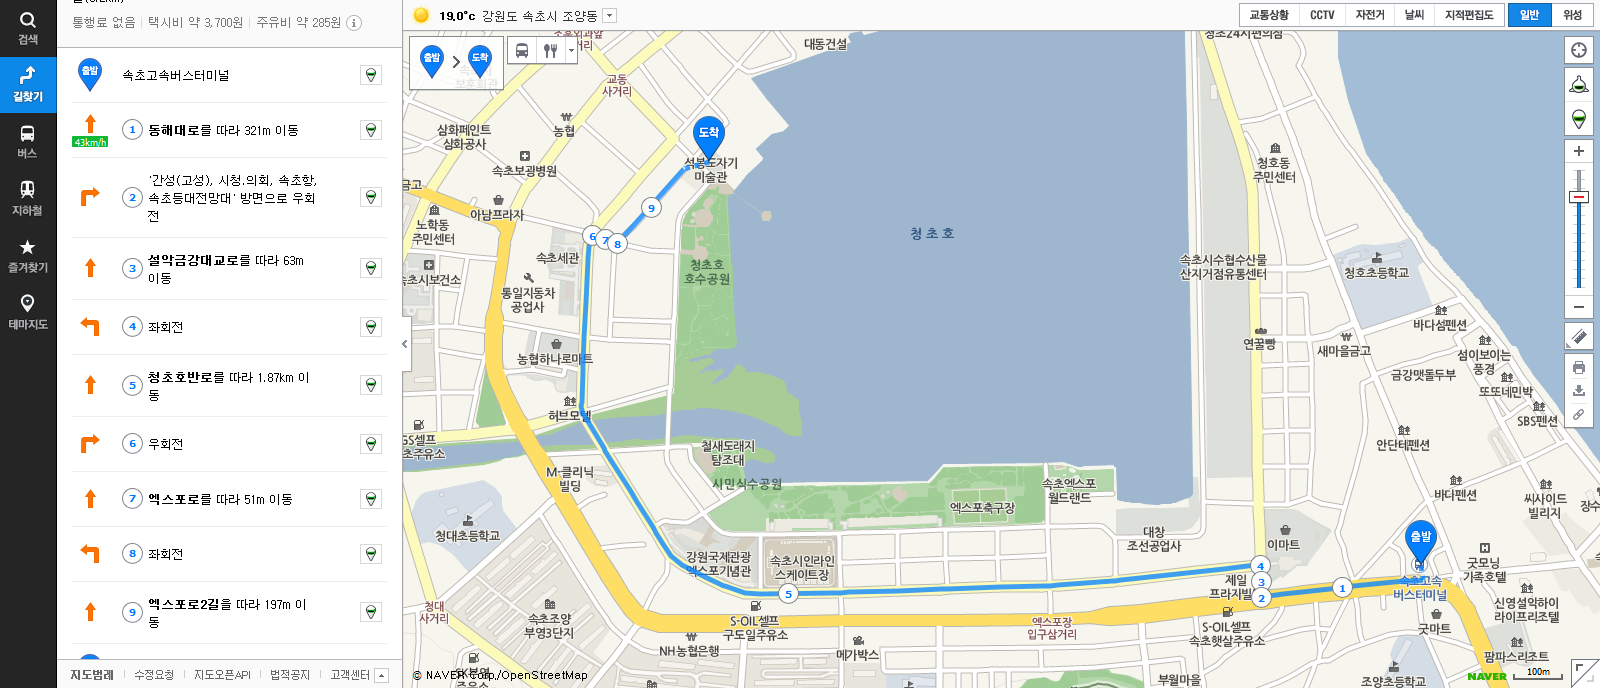 검색
길찾기
버스
지하철
즐겨찾기
테마지도
통행료 없음 | 택시비 약 3,700원 | 주유비 약 285원
출발 속초고속버스터미널
43km/h
1 동해대로를 따라 321m 이동
2 '간성(고성), 시청.의회, 속초항,
속초등대전망대' 방면으로 우회
전
3 설악금강대교로를 따라 63m
이동
4 좌회전
5 청초호반로를 따라 1.87km 이
동
6 우회전
7 엑스포로를 따라 51m 이동
8 좌회전
9 엑스포로2길을 따라 197m 이
동
지도범례 | 수정요청 | 지도오픈API | 법적공지 | 고객센터
19.0°c 강원도 속초시 조양동
교통상황 CCTV 자전거 날씨 지적편집도 일반 위성
출발 > 도착
대동건설
초24시편의점
교동
사거리
삼화페인트
삼화공사
농협
속초보광병원
도착
석봉도자기
미술관
청호동
주민센터
아남프라자
노학동
주민센터
속초세관
청초호
청초호
호수공원
속초시보건소
통일자동차
공업사
속초시수협수산물
산지거점유통센터
청호초등학교
농협하나로마트
바다섬펜션
연꿀빵
새마을금고
섬이보이는
풍경
금강맷돌두부
또또네민박
SBS펜션
허브모텔
GS셀프
철새도래지
탐조대
안단테펜션
M-클리닉
빌딩
시민식수공원
속초엑스포
월드랜드
바다펜션
씨사이드
빌리지
엑스포축구장
청대초등학교
대창
조선공업사
이마트
출발
강원국제관광
엑스포기념관
속초시인라인
스케이트장
굿모닝
가족호텔
제일
프라자빌
속초고속
버스터미널
신영설악하이
라이프리조텔
청대
사거리
속초조양
부영3단지
S-OIL셀프
구도일주유소
엑스포장
입구삼거리
S-OIL셀프
속초햇살주유소
굿마트
NH농협은행
메가박스
팜파스리조트
부월마을
조양초등학교
© NAVER Corp./OpenStreetMap
NAVER 100m